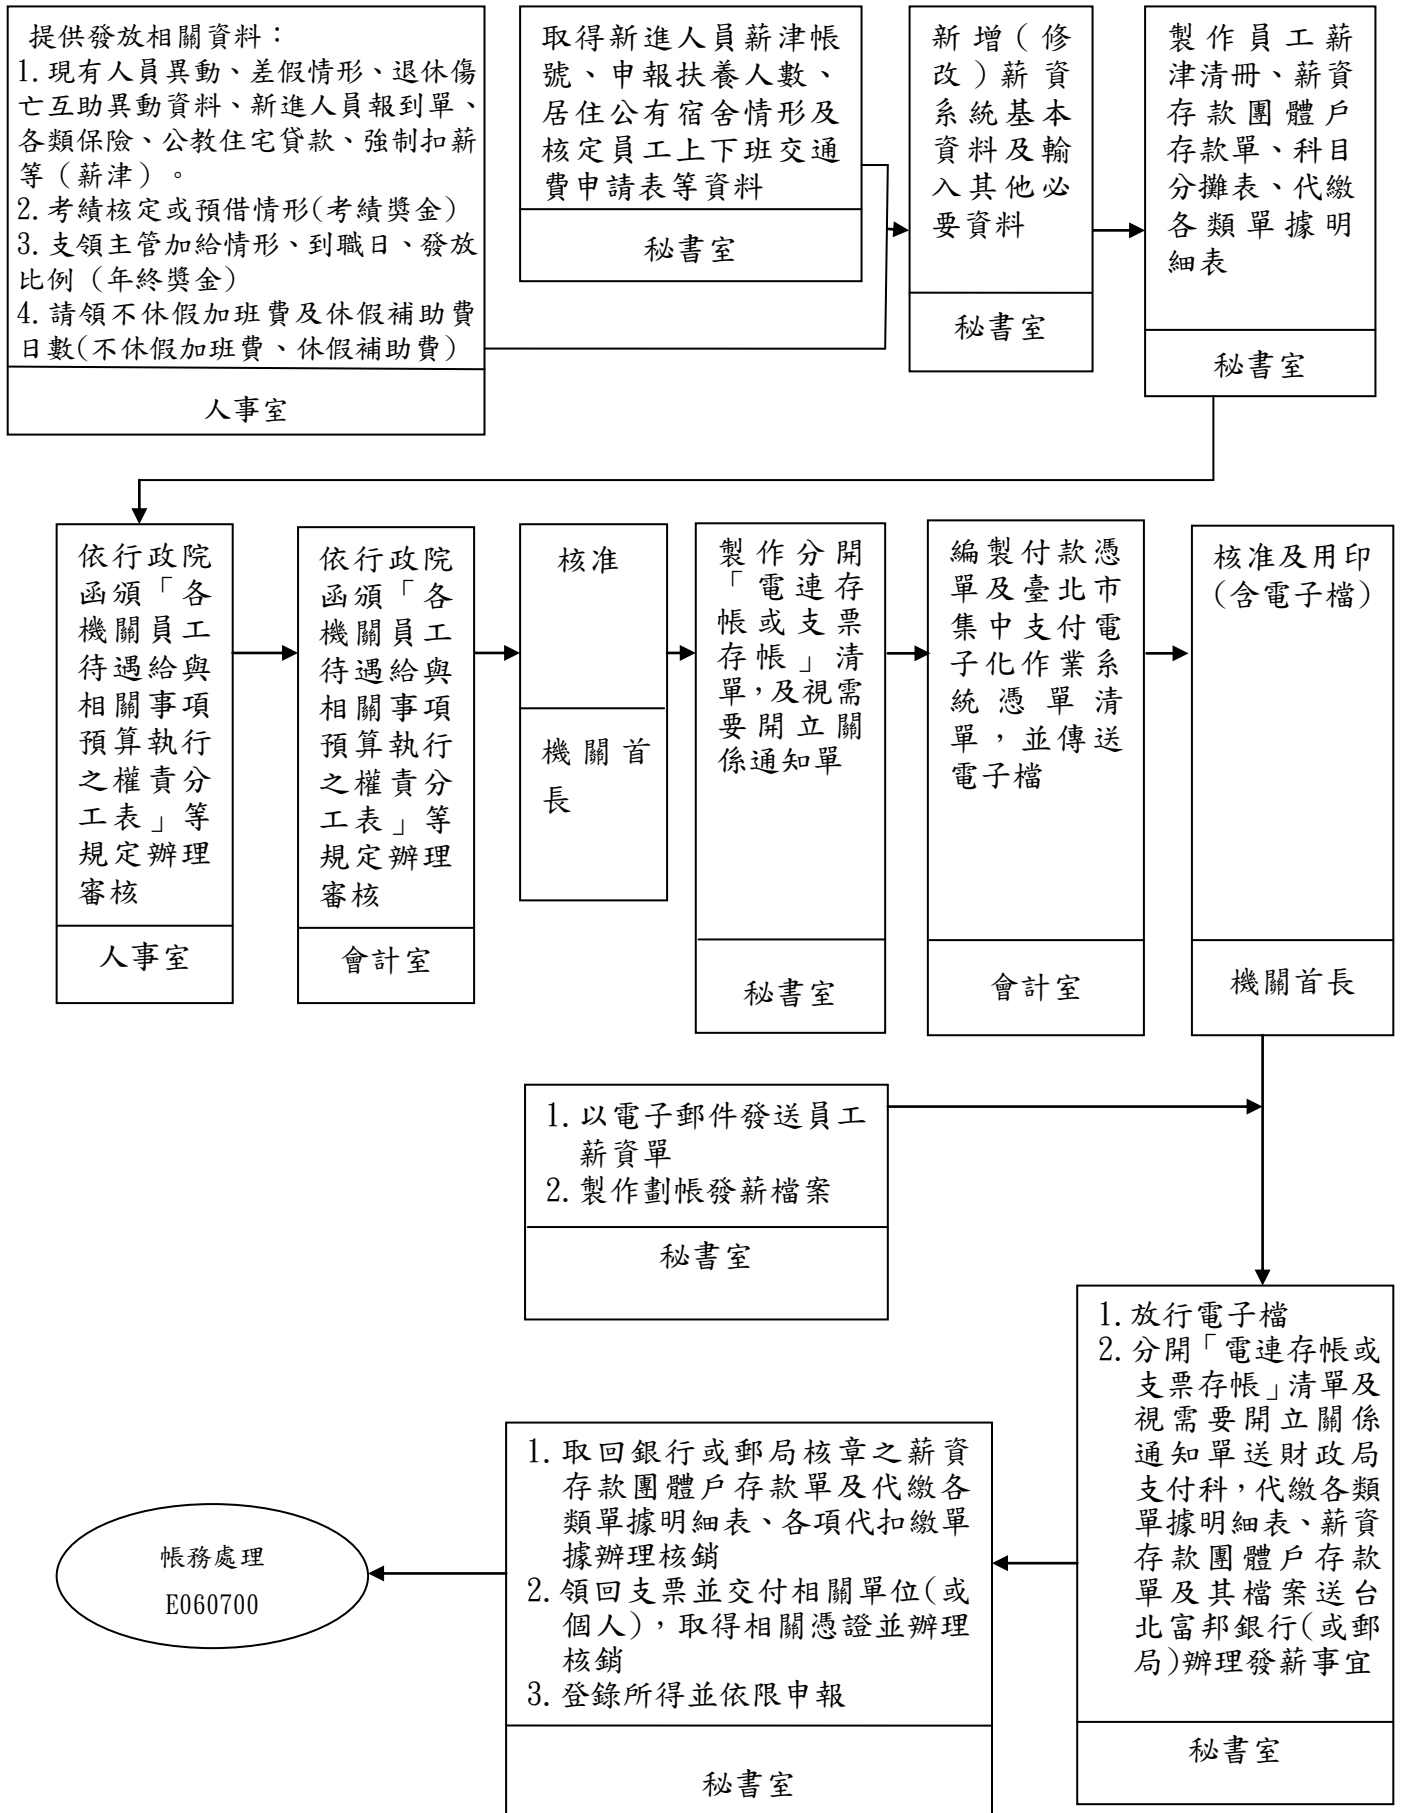 提供發放相關資料：
1.現有人員異動、差假情形、退休傷
亡互助異動資料、新進人員報到單、
各類保險、公教住宅貸款、強制扣薪
等（薪津）。
2.考績核定或預借情形(考績獎金)
3.支領主管加給情形、到職日、發放
比例（年終獎金)
4.請領不休假加班費及休假補助費
日數(不休假加班費、休假補助費)
人事室
取得新進人員薪津帳
號、申報扶養人數、
居住公有宿舍情形及
核定員工上下班交通
費申請表等資料
秘書室
新增（修
改）薪資
系統基本
資料及輸
入其他必
要資料
秘書室
製作員工薪
津清冊、薪資
存款團體戶
存款單、科目
分攤表、代繳
各類單據明
細表
秘書室
依行政院
函頒「各
機關員工
待遇給與
相關事項
預算執行
之權責分
工表」等
規定辦理
審核
人事室
依行政院
函頒「各
機關員工
待遇給與
相關事項
預算執行
之權責分
工表」等
規定辦理
審核
會計室
核准
機關首
長
製作分開
「電連存
帳或支票
存帳」清
單，及視需
要開立關
係通知單
秘書室
編製付款憑
單及臺北市
集中支付電
子化作業系
統憑單清
單，並傳送
電子檔
會計室
核准及用印
(含電子檔)
機關首長
1.以電子郵件發送員工
薪資單
2.製作劃帳發薪檔案
秘書室
1.放行電子檔
2.分開「電連存帳或
支票存帳」清單及
視需要開立關係
通知單送財政局
支付科，代繳各類
單據明細表、薪資
存款團體戶存款
單及其檔案送台
北富邦銀行(或郵
局)辦理發薪事宜
秘書室
1.取回銀行或郵局核章之薪資
存款團體戶存款單及代繳各
類單據明細表、各項代扣繳單
據辦理核銷
2.領回支票並交付相關單位(或
個人)，取得相關憑證並辦理
核銷
3.登錄所得並依限申報
秘書室
帳務處理
E060700